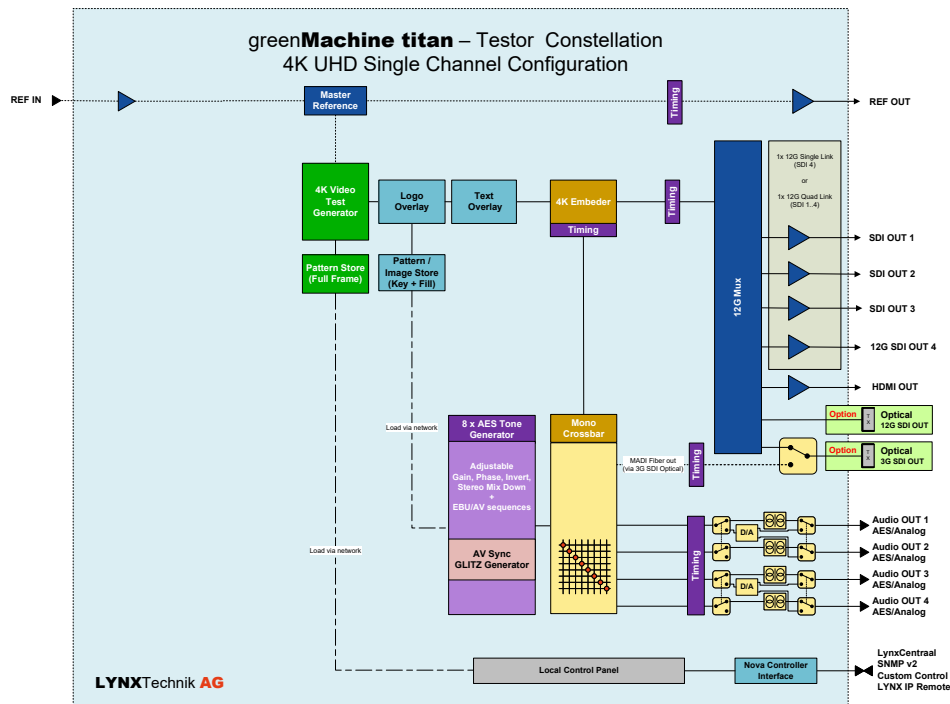 greenMachine titan – Testor Constellation
4K UHD Single Channel Configuration
REF IN
Master
Reference
Timing
REF OUT
4K Video
Test
Generator
Logo
Overlay
Text
Overlay
4K Embeder
Timing
Timing
12G Mux
1x 12G Single Link
(SDI 4)
or
1x 12G Quad Link
(SDI 1..4)
SDI OUT 1
SDI OUT 2
SDI OUT 3
12G SDI OUT 4
HDMI OUT
Pattern Store
(Full Frame)
Pattern /
Image Store
(Key + Fill)
Option
T
X
Optical
12G SDI OUT
Option
T
X
Optical
3G SDI OUT
Load via network
8 x AES Tone
Generator
Adjustable
Gain, Phase, Invert,
Stereo Mix Down
+
EBU/AV sequences
AV Sync
GLITZ Generator
Mono
Crossbar
MADI Fiber out
(via 3G SDI Optical)
Timing
Timing
D/A
D/A
Audio OUT 1
AES/Analog
Audio OUT 2
AES/Analog
Audio OUT 3
AES/Analog
Audio OUT 4
AES/Analog
Load via network
Local Control Panel
Nova Controller
Interface
LynxCentraal
SNMP v2
Custom Control
LYNX IP Remote
LYNXTechnik AG